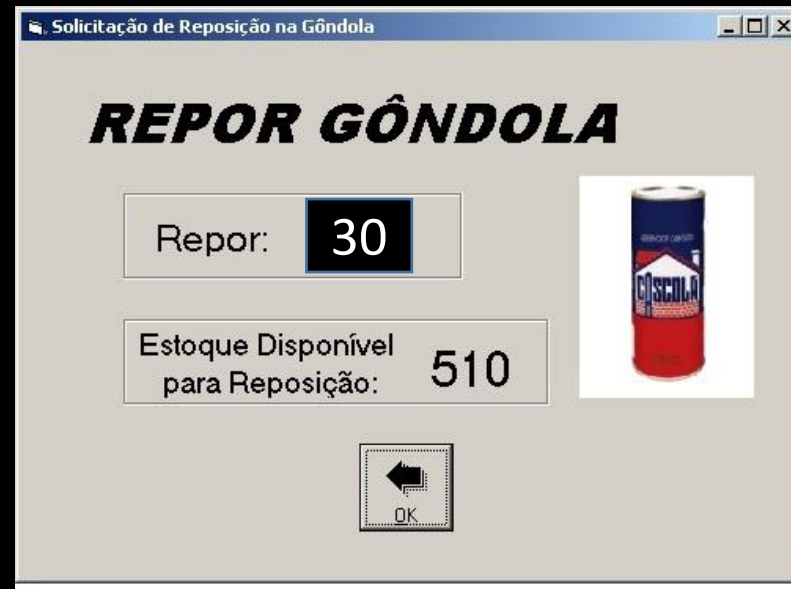 Solicitação de Reposição na Gôndola
REPOR GÔNDOLA
Repor: 30
CASCOLA
Estoque Disponível
para Reposição: 510
OK